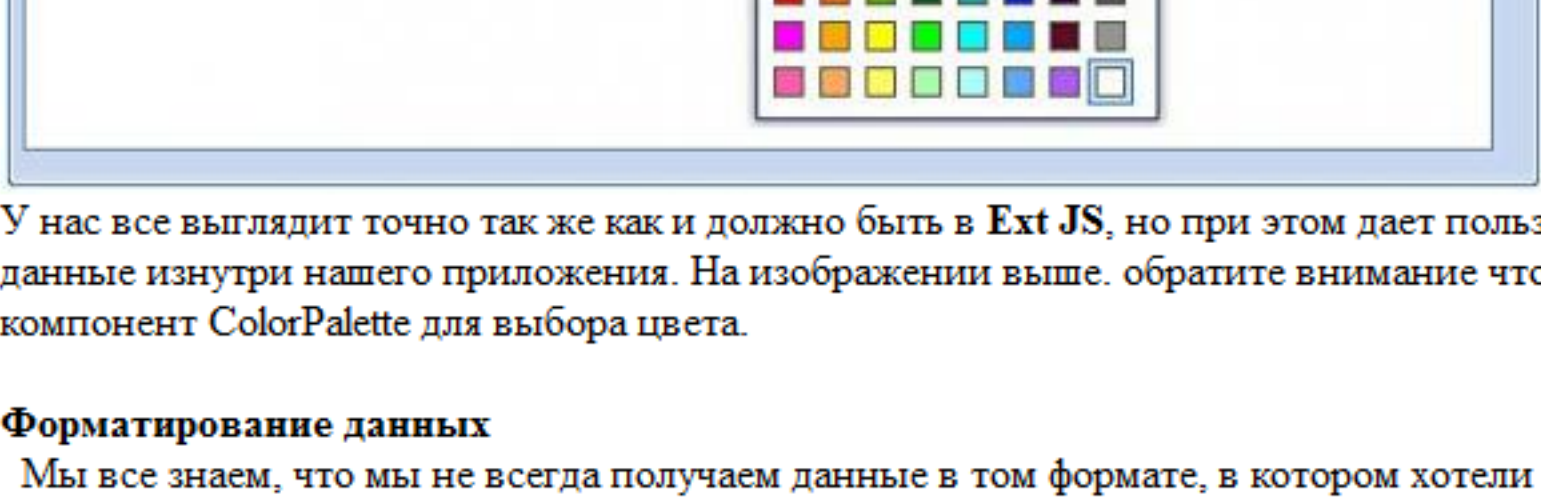 У нас все выглядит точно так же как и должно быть в Ext JS, но при этом дает польз
данные изнутри нашего приложения. На изображении выше. обратите внимание что
компонент ColorPalette для выбора цвета.
Форматирование данных
Мы все знаем, что мы не всегда получаем данные в том формате, в котором хотели